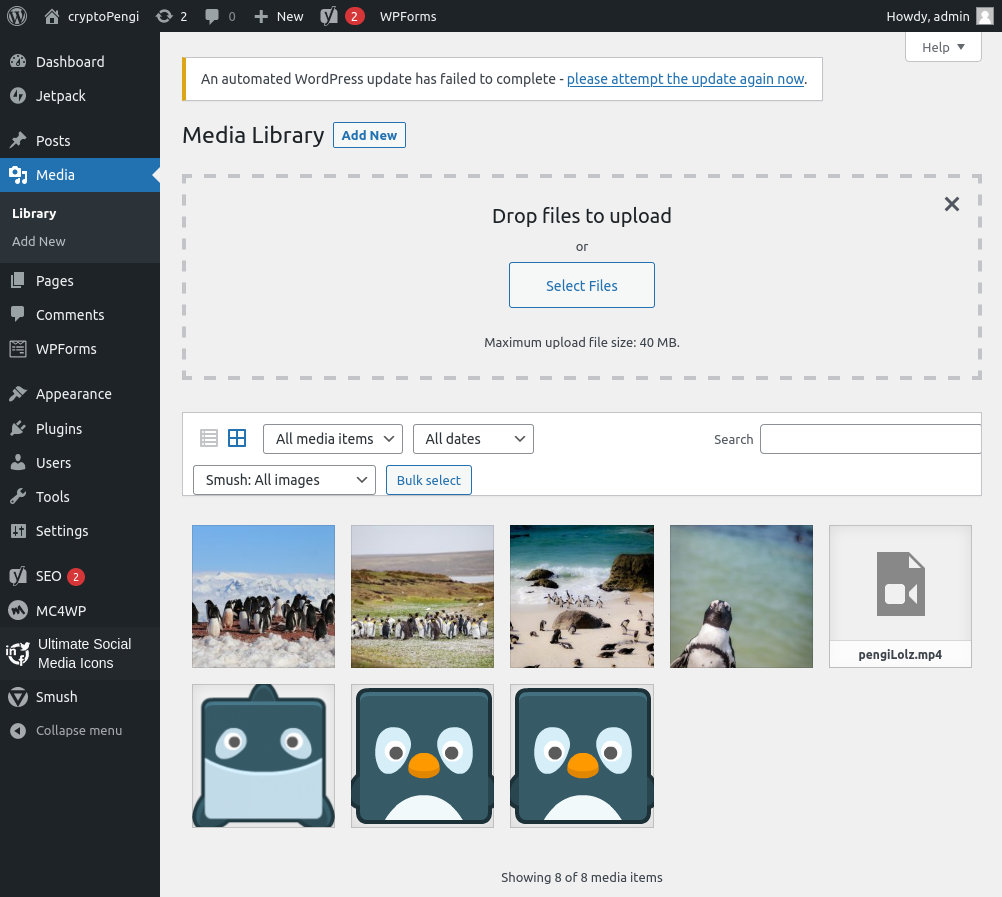 cryptoPengi
2
0
New
2
WPForms
Howdy, admin
Help
Dashboard
Jetpack
Posts
Media
Library
Add New
Pages
Comments
WPForms
Appearance
Plugins
Users
Tools
Settings
SEO 2
MC4WP
Ultimate Social
Media Icons
Smush
Collapse menu
An automated WordPress update has failed to complete - please attempt the update again now.
Media Library
Add New
Drop files to upload
or
Select Files
Maximum upload file size: 40 MB.
All media items
All dates
Search
Smush: All images
Bulk select
pengiLolz.mp4
Showing 8 of 8 media items